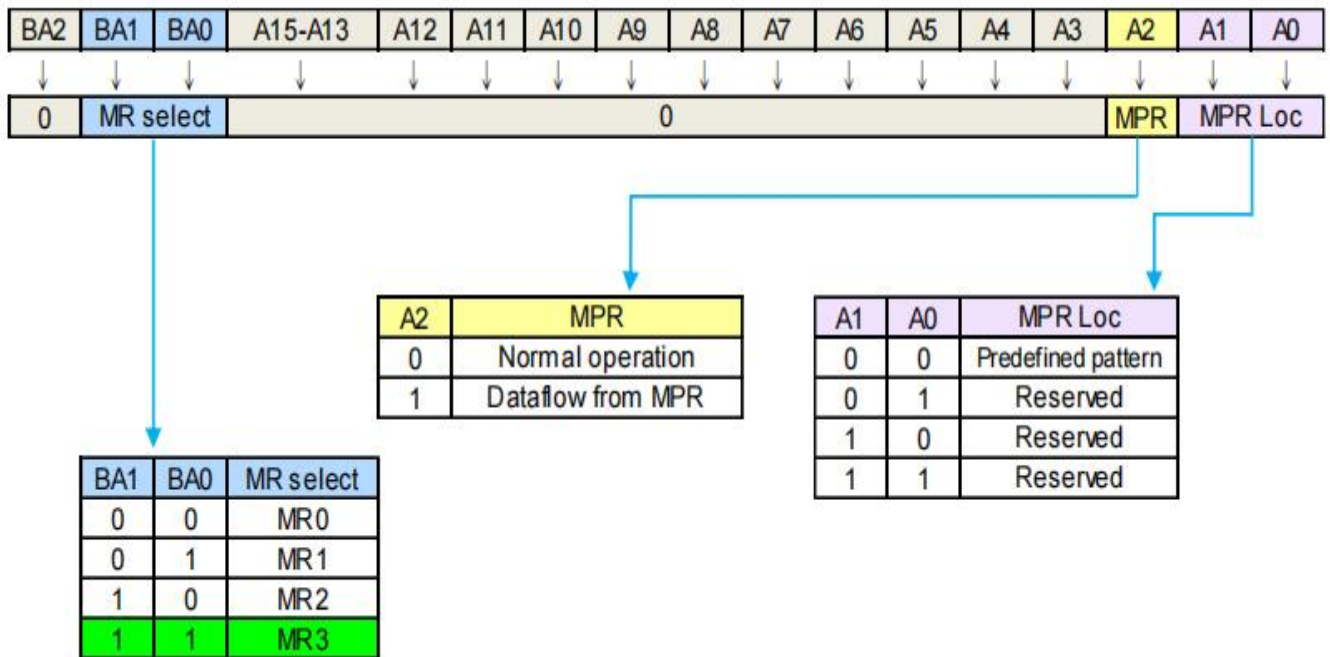 BA2 BA1 BA0 A15-A13 A12 A11 A10 A9 A8 A7 A6 A5 A4 A3 A2 A1 A0
0 MR select 0 MPR MPR Loc
A2 MPR
0 Normal operation
1 Dataflow from MPR
A1 A0 MPR Loc
0 0 Predefined pattern
0 1 Reserved
1 0 Reserved
1 1 Reserved
BA1 BA0 MR select
0 0 MR0
0 1 MR1
1 0 MR2
1 1 MR3